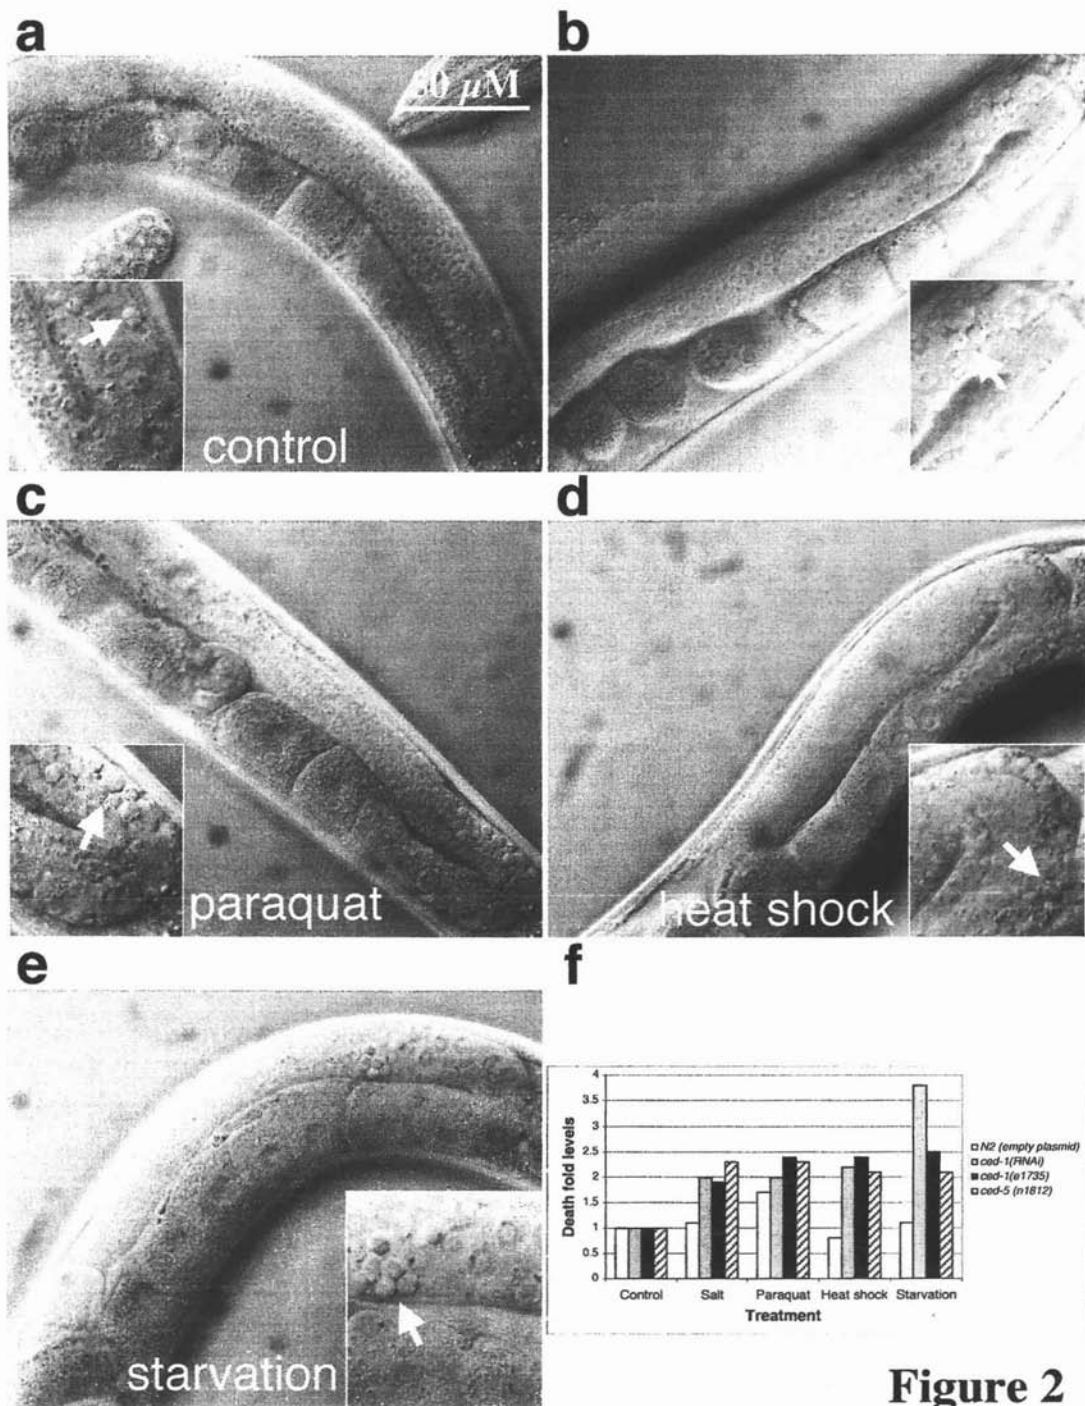 a
b
µM
control
c
d
paraquat
heat shock
e
f
starvation
Death fold levels
4
3.5
3
2.5
2
1.5
1
0.5
0
Control
Salt
Paraquat
Heat shock
Starvation
Treatment
N2 (empty plasmid)
ced-1(RNAi)
ced-1(e1735)
ced-5 (n1812)
Figure 2